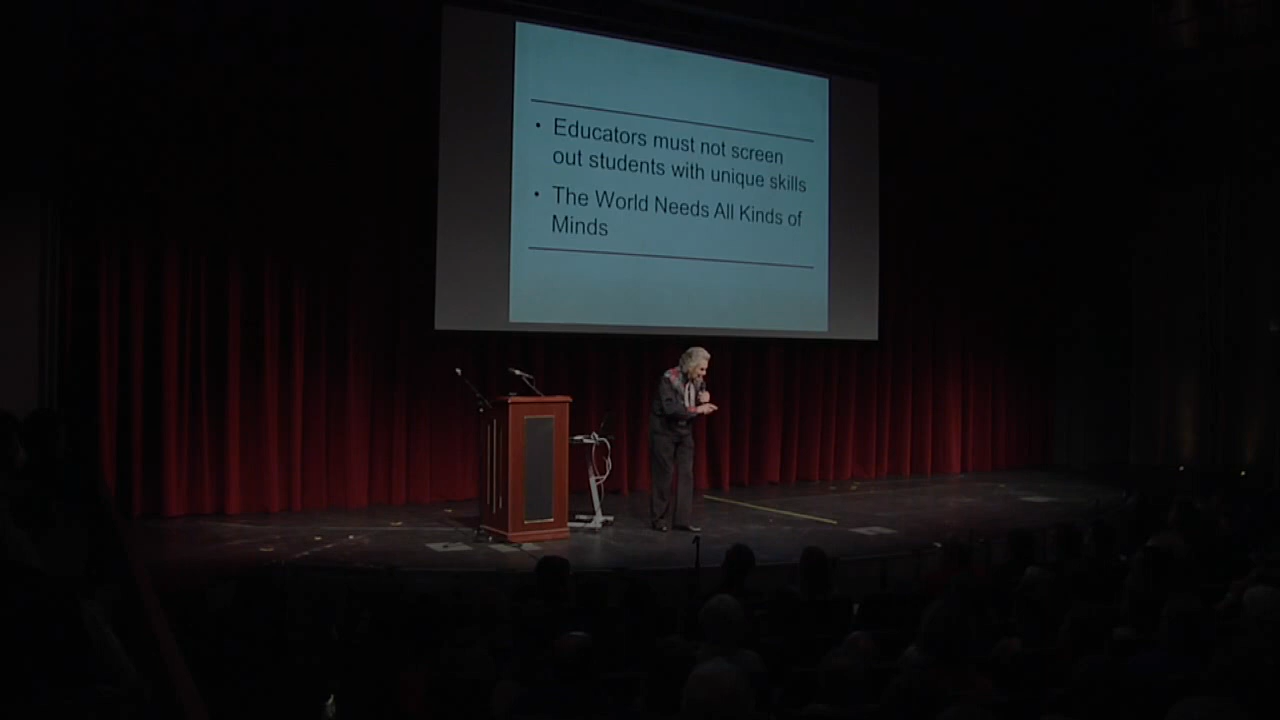 • Educators must not screen
out students with unique skills
• The World Needs All Kinds of
Minds